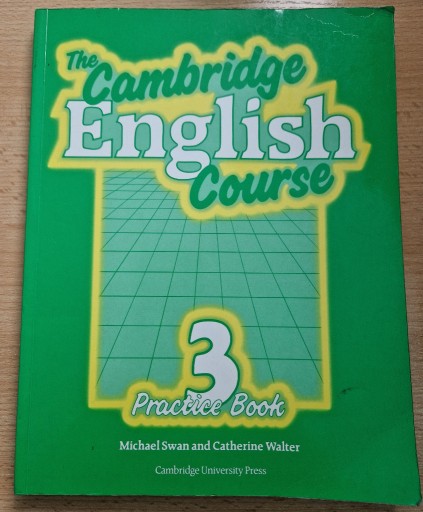 The
Cambridge
English
Course
3
Practice Book
Michael Swan and Catherine Walter
Cambridge University Press